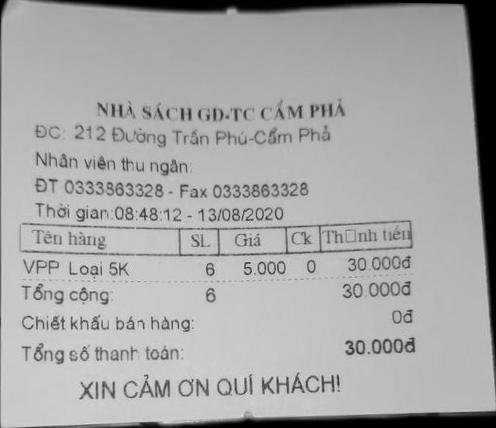 NHÀ SÁCH GD-TC CẨM PHẢ
ĐC: 212 Đường Trần Phú-Cẩm Phả
Nhân viên thu ngân:
ĐT 0333863328 - Fax 0333863328
Thời gian:08:48:12 - 13/08/2020
Tên hàng SL Giá Ck Th□nh tiền
VPP Loại 5K 6 5.000 0 30.000đ
Tổng cộng: 6 30.000đ
Chiết khấu bán hàng: 0đ
Tổng số thanh toán: 30.000đ
XIN CẢM ƠN QUÍ KHÁCH!